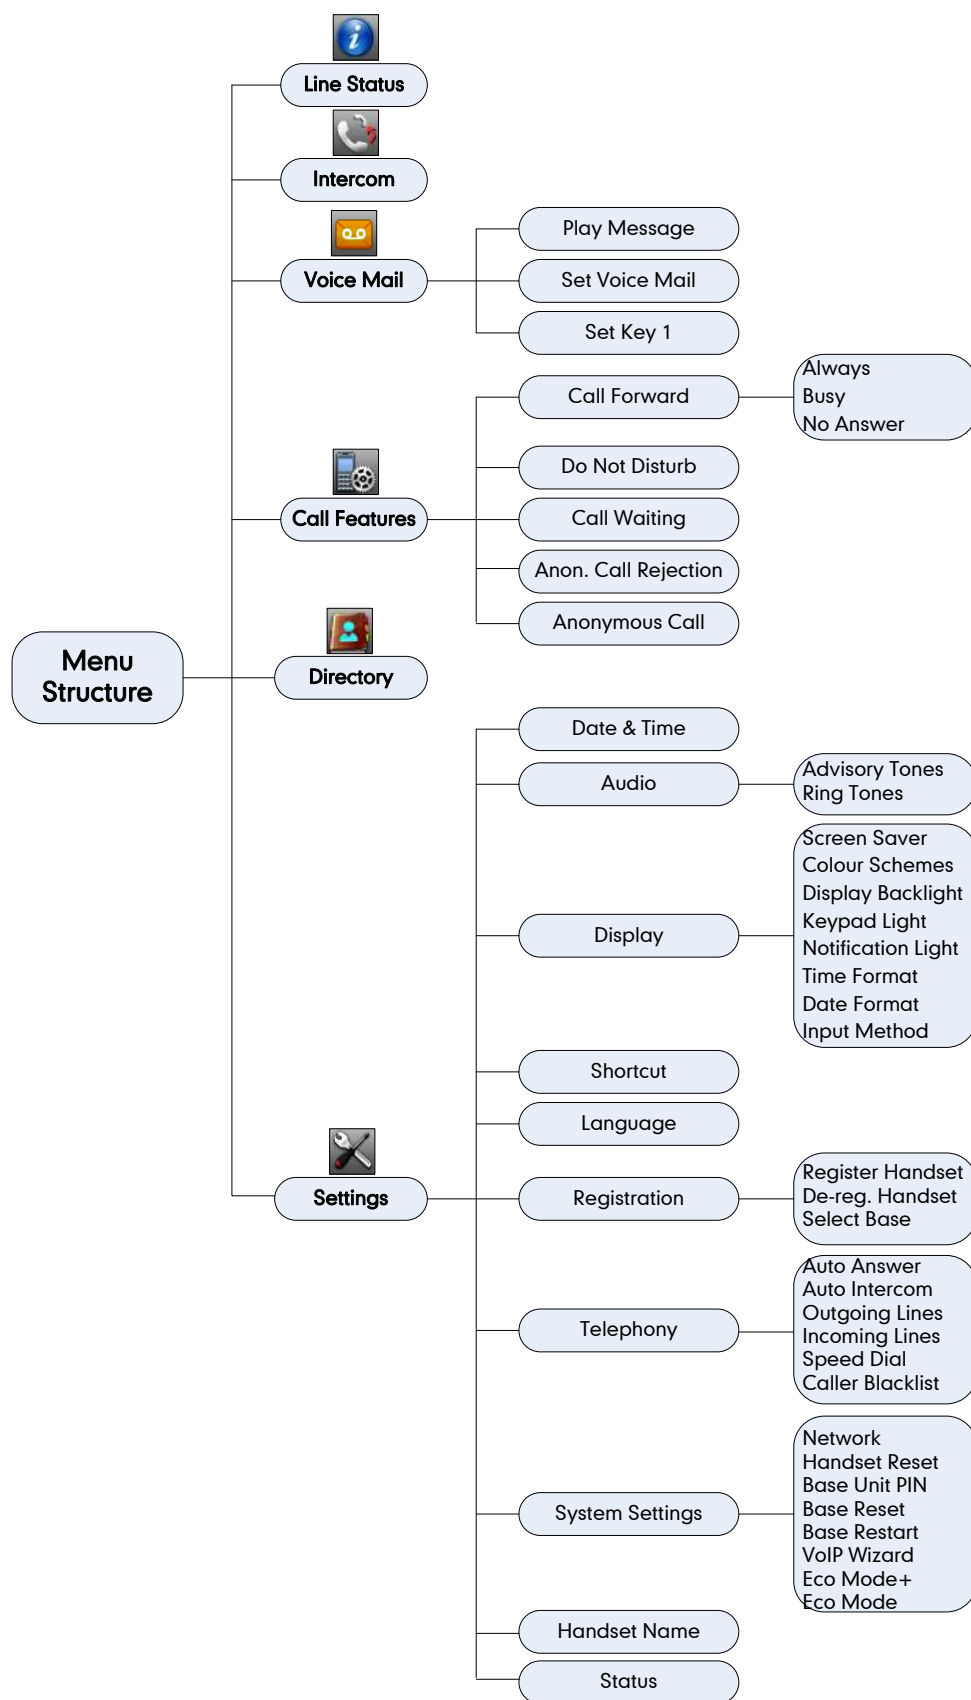 Menu
Structure
Line Status
Intercom
Voice Mail
Play Message
Set Voice Mail
Set Key 1
Call Features
Call Forward
Always
Busy
No Answer
Do Not Disturb
Call Waiting
Anon. Call Rejection
Anonymous Call
Directory
Settings
Date & Time
Audio
Advisory Tones
Ring Tones
Display
Screen Saver
Colour Schemes
Display Backlight
Keypad Light
Notification Light
Time Format
Date Format
Input Method
Shortcut
Language
Registration
Register Handset
De-reg. Handset
Select Base
Telephony
Auto Answer
Auto Intercom
Outgoing Lines
Incoming Lines
Speed Dial
Caller Blacklist
System Settings
Network
Handset Reset
Base Unit PIN
Base Reset
Base Restart
VoIP Wizard
Eco Mode+
Eco Mode
Handset Name
Status